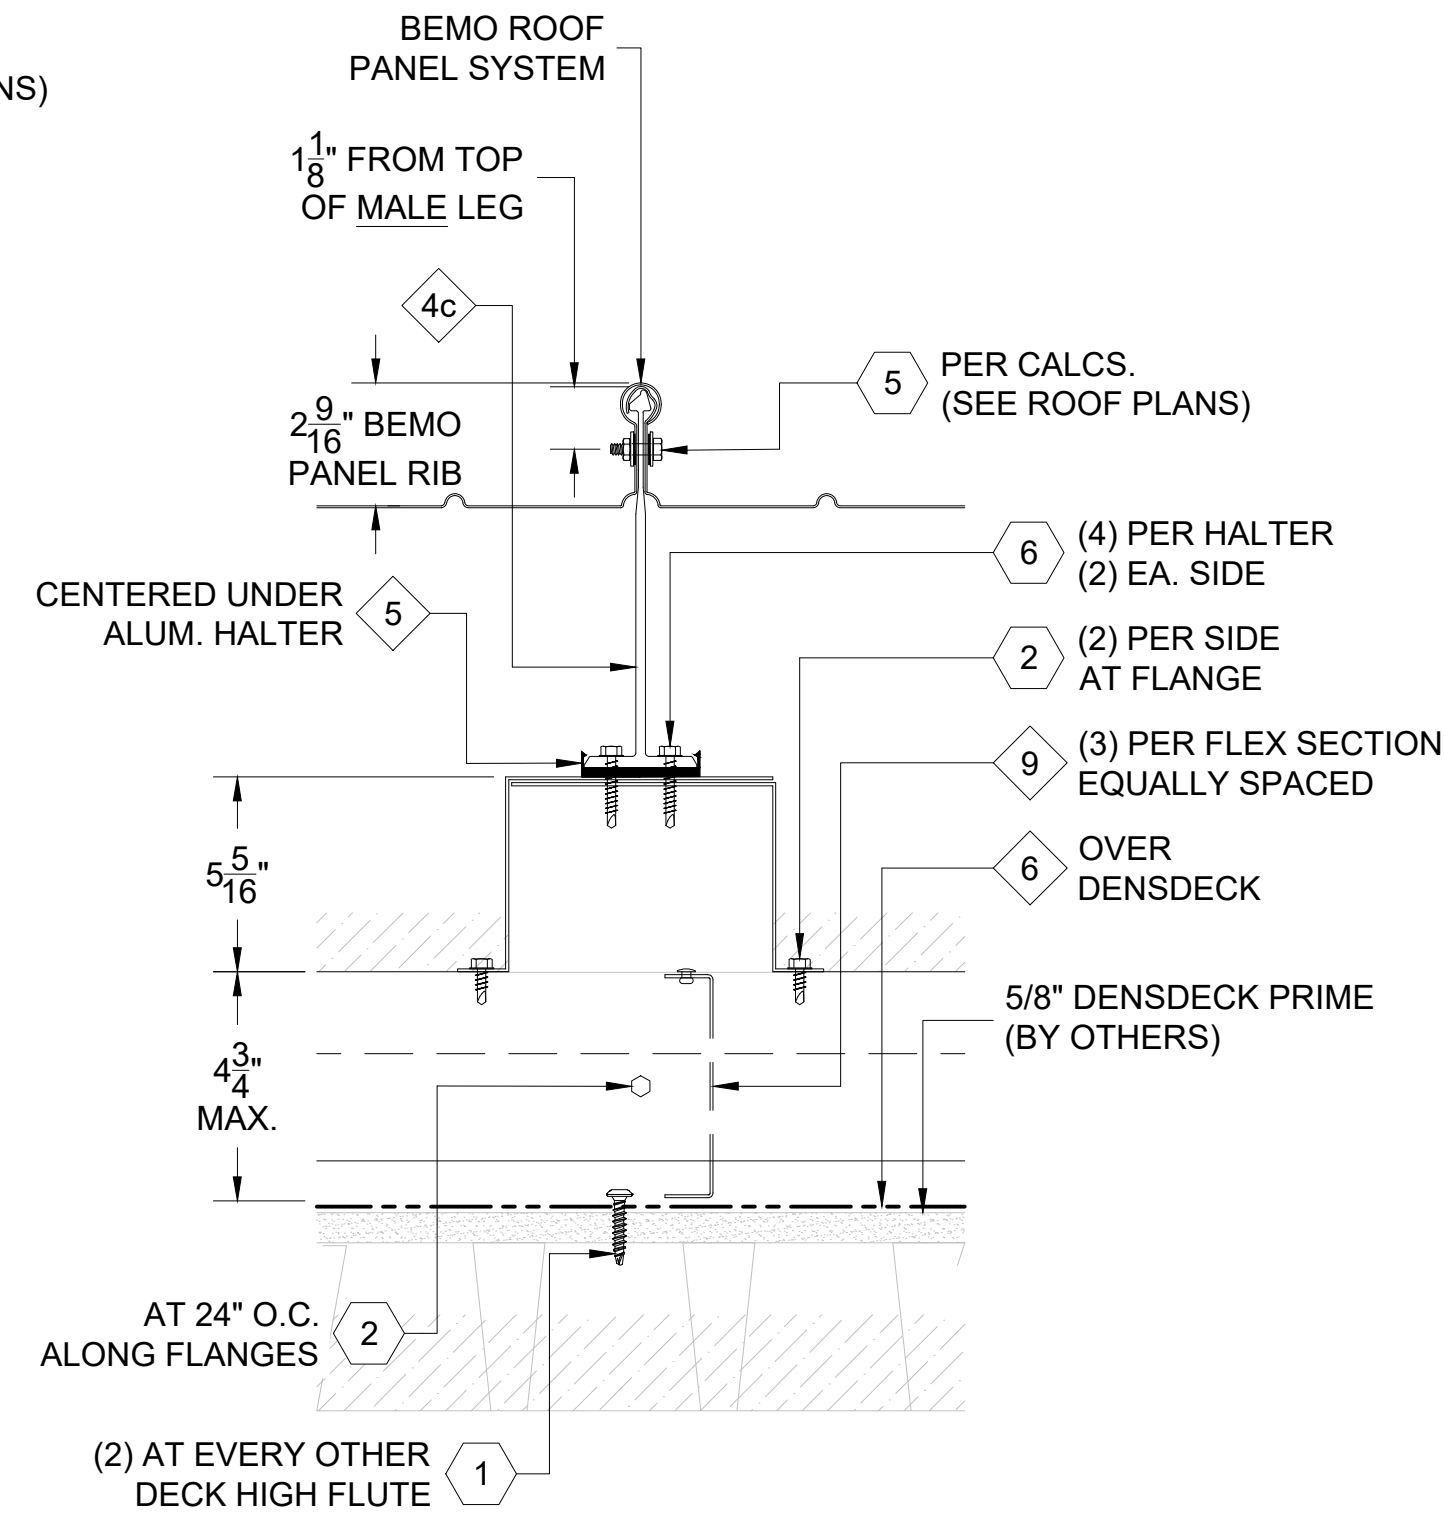 NS)
BEMO ROOF
PANEL SYSTEM
1 1/8" FROM TOP
OF MALE LEG
4c
5
PER CALCS.
(SEE ROOF PLANS)
2 9/16" BEMO
PANEL RIB
6
(4) PER HALTER
(2) EA. SIDE
CENTERED UNDER
ALUM. HALTER
5
2
(2) PER SIDE
AT FLANGE
9
(3) PER FLEX SECTION
EQUALLY SPACED
5 5/16"
6
OVER
DENSDECK
5/8" DENSDECK PRIME
(BY OTHERS)
4 3/4"
MAX.
AT 24" O.C.
ALONG FLANGES
2
(2) AT EVERY OTHER
DECK HIGH FLUTE
1